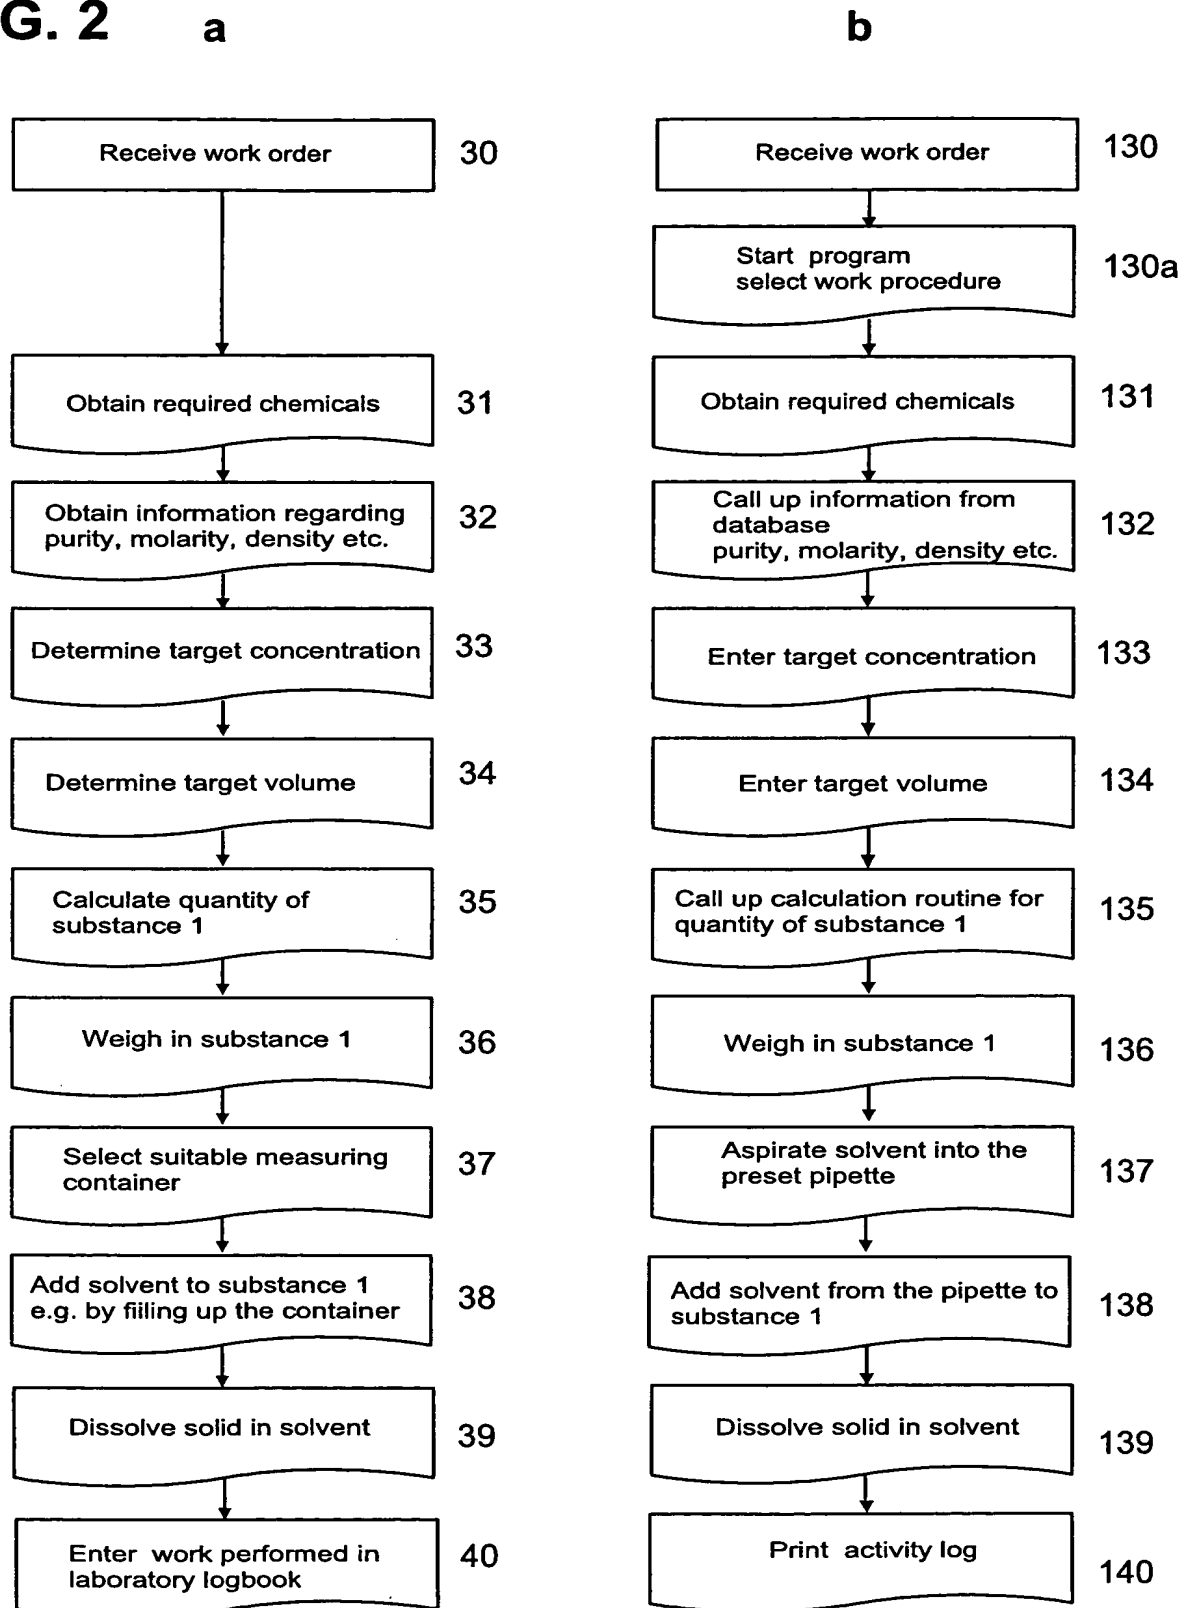 G. 2
a
b
Receive work order
30
Obtain required chemicals
31
Obtain information regarding
purity, molarity, density etc.
32
Determine target concentration
33
Determine target volume
34
Calculate quantity of
substance 1
35
Weigh in substance 1
36
Select suitable measuring
container
37
Add solvent to substance 1
e.g. by fiiling up the container
38
Dissolve solid in solvent
39
Enter work performed in
laboratory logbook
40
Receive work order
130
Start program
select work procedure
130a
Obtain required chemicals
131
Call up information from
database
purity, molarity, density etc.
132
Enter target concentration
133
Enter target volume
134
Call up calculation routine for
quantity of substance 1
135
Weigh in substance 1
136
Aspirate solvent into the
preset pipette
137
Add solvent from the pipette to
substance 1
138
Dissolve solid in solvent
139
Print activity log
140